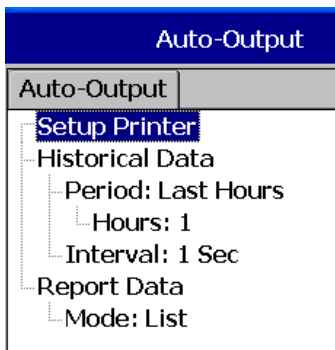 Auto-Output
Auto-Output
Setup Printer
Historical Data
Period: Last Hours
Hours: 1
Interval: 1 Sec
Report Data
Mode: List